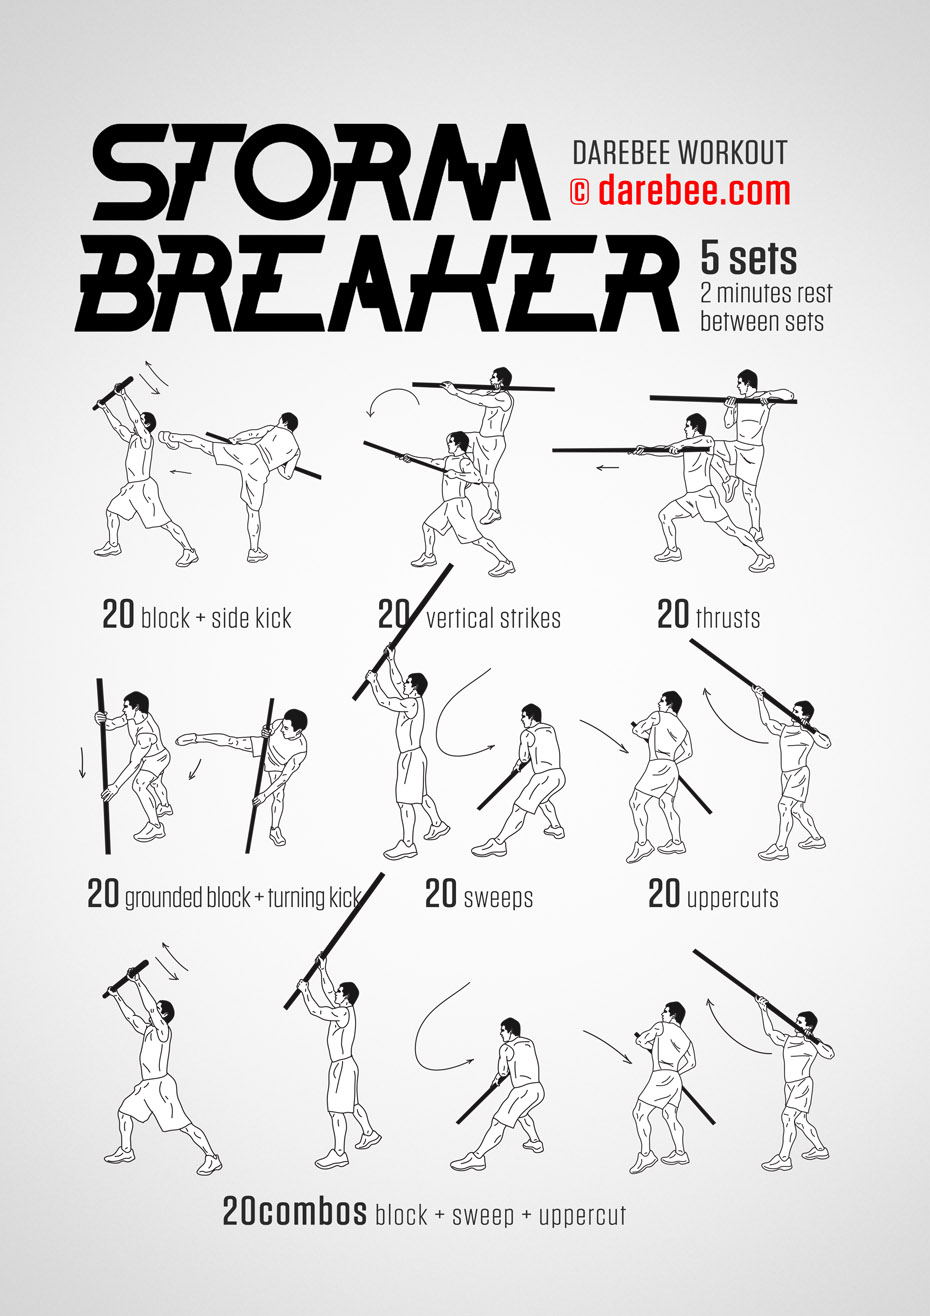 STORM
BREAKER
DAREBEE WORKOUT
© darebee.com
5 sets
2 minutes rest
between sets
20 block + side kick
20 vertical strikes
20 thrusts
20 grounded block + turning kick
20 sweeps
20 uppercuts
20combos block + sweep + uppercut